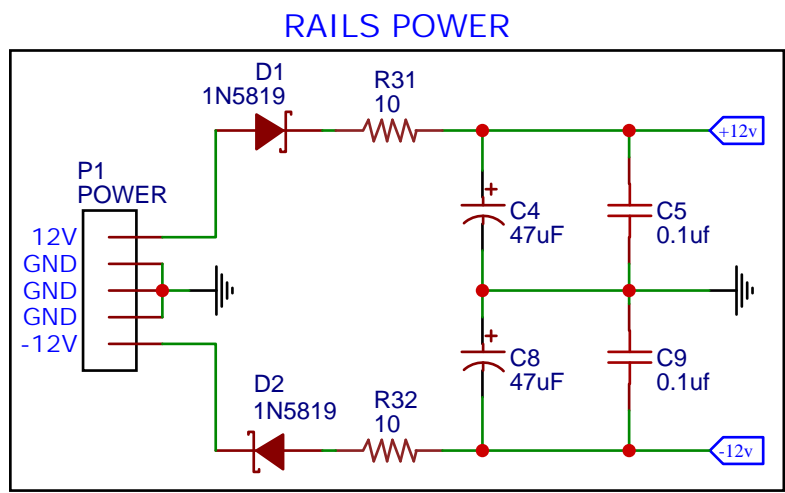 RAILS POWER
D1
1N5819
R31
10
+12v
P1
POWER
12V
GND
GND
GND
-12V
+
C4
47uF
C5
0.1uf
+
C8
47uF
C9
0.1uf
D2
1N5819
R32
10
-12v